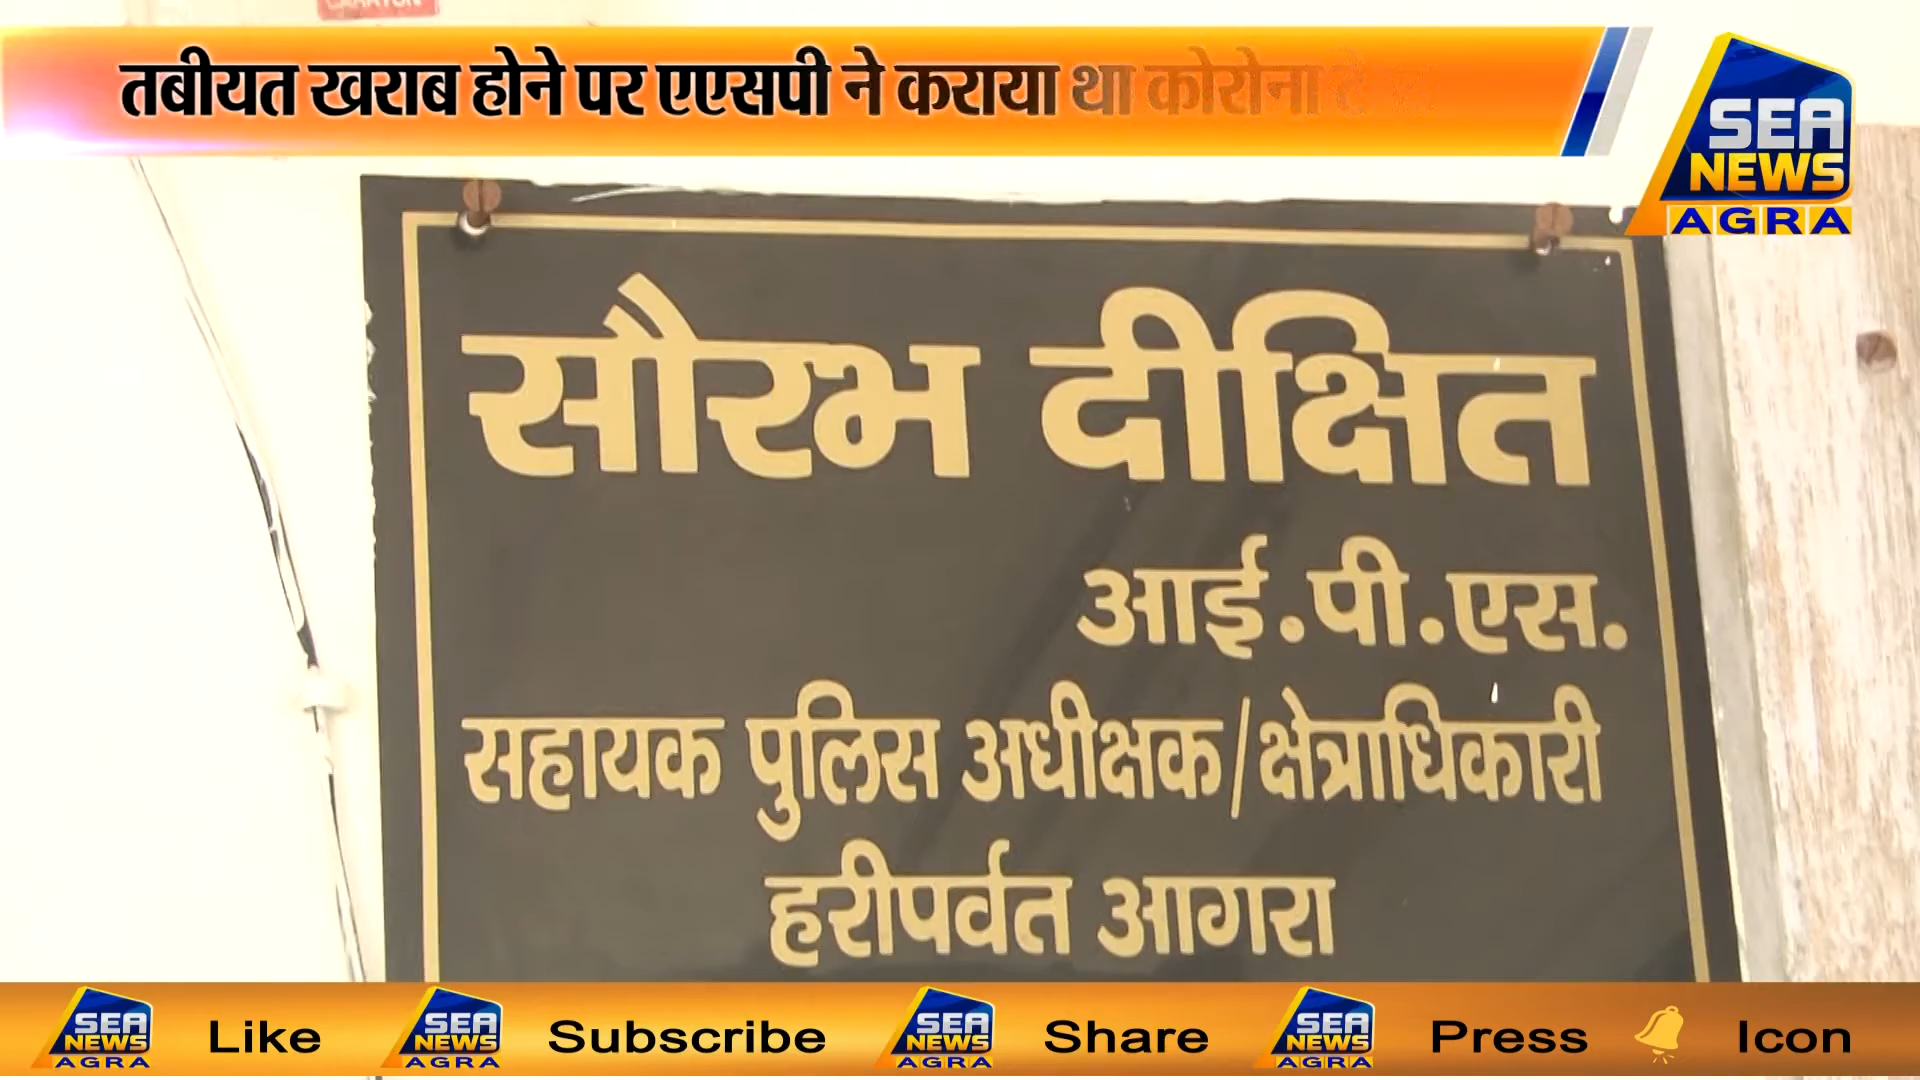 तबीयत खराब होने पर एएसपी ने कराया था कोरोना
SEA
NEWS
AGRA
सौरभ दीक्षित
आई.पी.एस.
सहायक पुलिस अधीक्षक/क्षेत्राधिकारी
हरीपर्वत आगरा
SEA NEWS AGRA Like SEA NEWS AGRA Subscribe SEA NEWS AGRA Share SEA NEWS AGRA Press Icon